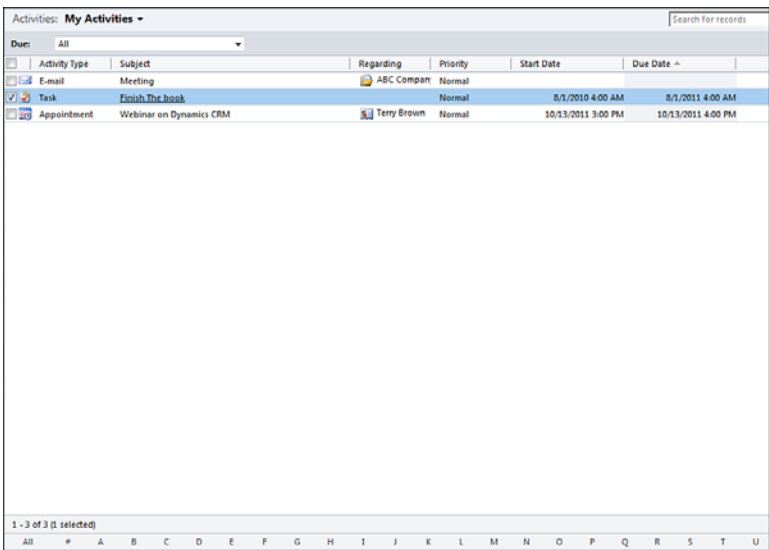 Activities: My Activities
Search for records
Due: All
Activity Type Subject Regarding Priority Start Date Due Date
E-mail Meeting ABC Company Normal
Task Finish The book Normal 8/1/2010 4:00 AM 8/1/2011 4:00 AM
Appointment Webinar on Dynamics CRM Terry Brown Normal 10/13/2011 3:00 PM 10/13/2011 4:00 PM
1 - 3 of 3 (1 selected)
All # A B C D E F G H I J K L M N O P Q R S T U